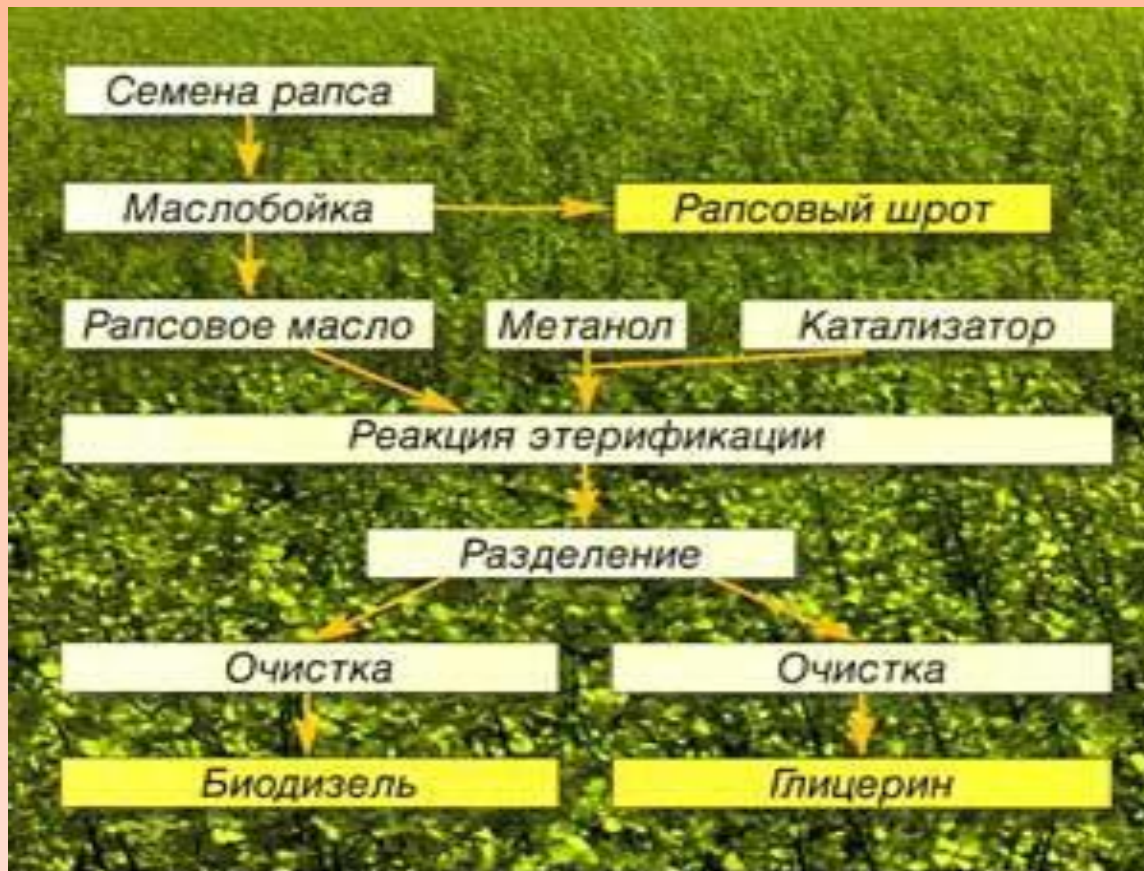 Семена рапса
Маслобойка
Рапсовый шрот
Рапсовое масло
Метанол
Катализатор
Реакция этерификации
Разделение
Очистка
Очистка
Биодизель
Глицерин